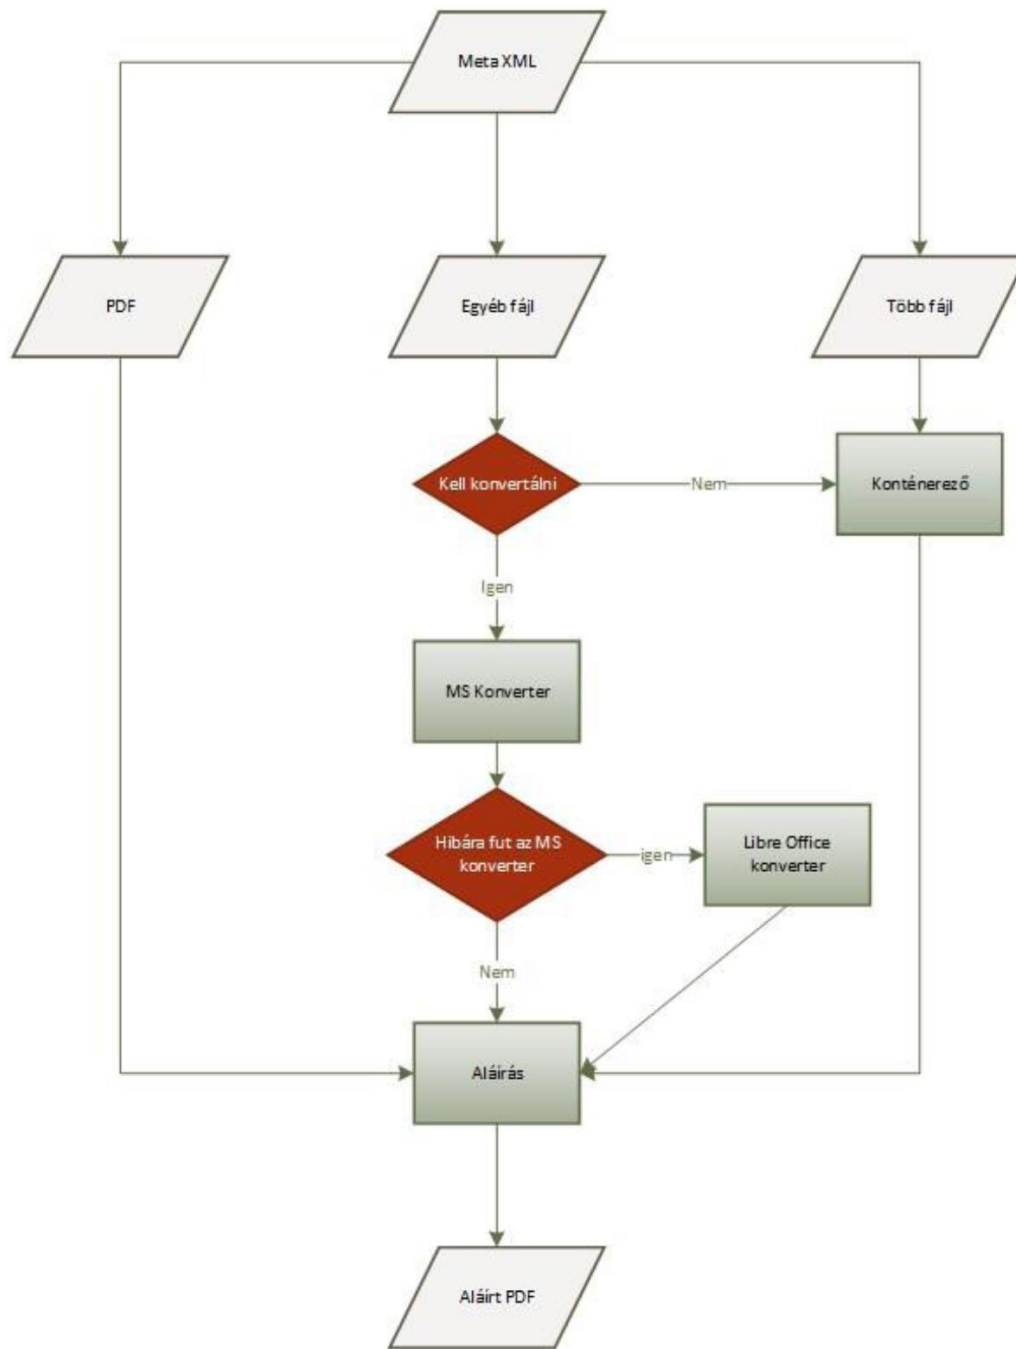 Meta XML
PDF
Egyéb fájl
Több fájl
Kell konvertálni
Nem
Konténerező
Igen
MS Konverter
Hibára fut az MS
konverter
igen
Libre Office
konverter
Nem
Aláírás
Aláírt PDF